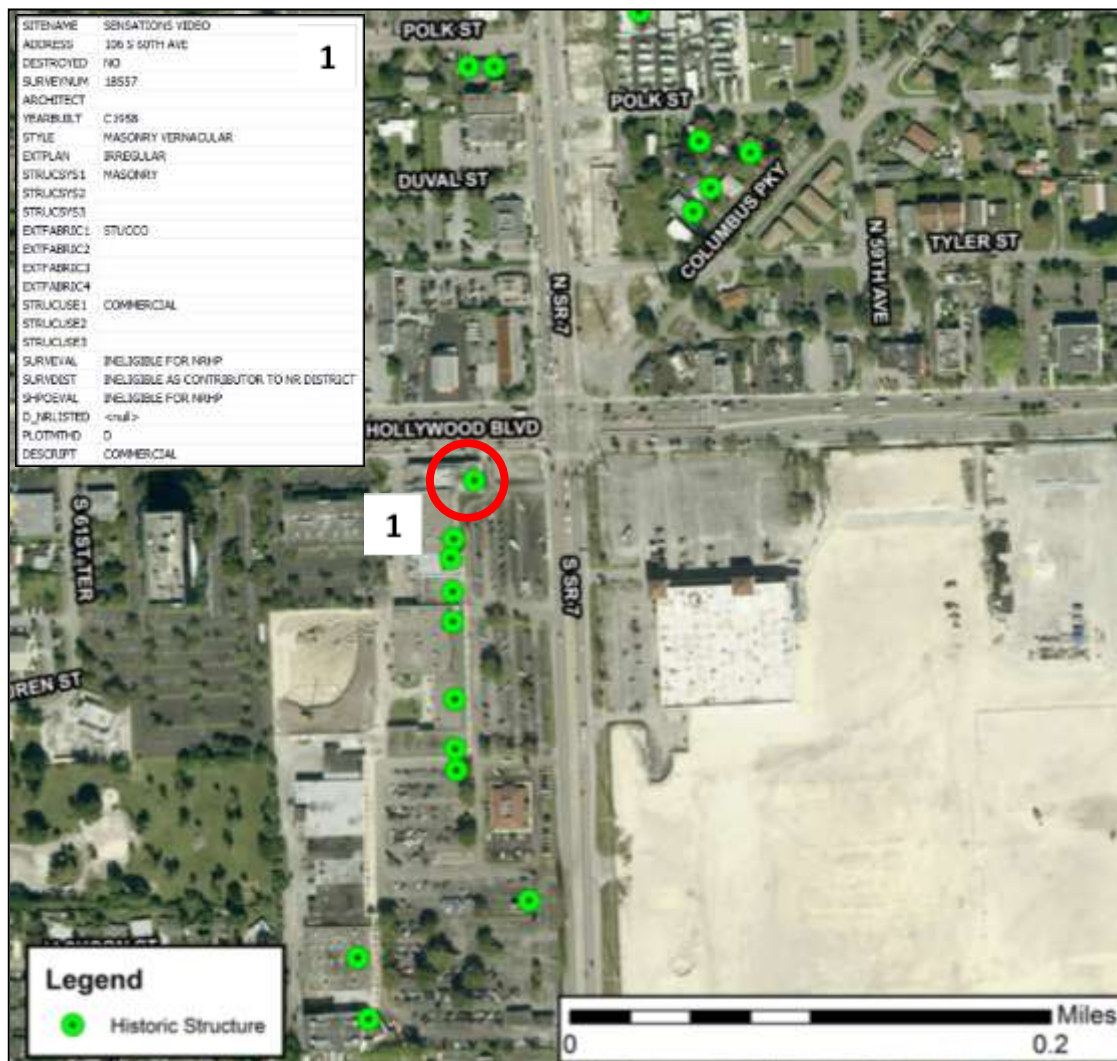 SITENAME SENSATIONS VIDEO
ADDRESS 106 S 60TH AVE
DESTROYED NO
SURVEYNUM 18557
ARCHITECT
YEARBUILT C1958
STYLE MASONRY VERNACULAR
EXTPLAN IRREGULAR
STRUCSYS1 MASONRY
STRUCSYS2
STRUCSYS3
EXTFABRIC1 STUCCO
EXTFABRIC2
EXTFABRIC3
EXTFABRIC4
STRUCUSE1 COMMERCIAL
STRUCUSE2
STRUCUSE3
SURVEVAL INELIGIBLE FOR NRHP
SURVDIST INELIGIBLE AS CONTRIBUTOR TO NR DISTRICT
SHPOEVAL INELIGIBLE FOR NRHP
D_NRLISTED <null>
PLOTMTHD D
DESCRIPT COMMERCIAL
1
POLK ST
POLK ST
DUVAL ST
COLUMBUS PKY
N 59TH AVE
TYLER ST
N SR-7
HOLLYWOOD BLVD
1
S 61ST TER
S SR-7
REN ST
Legend
Historic Structure
Miles
0
0.2